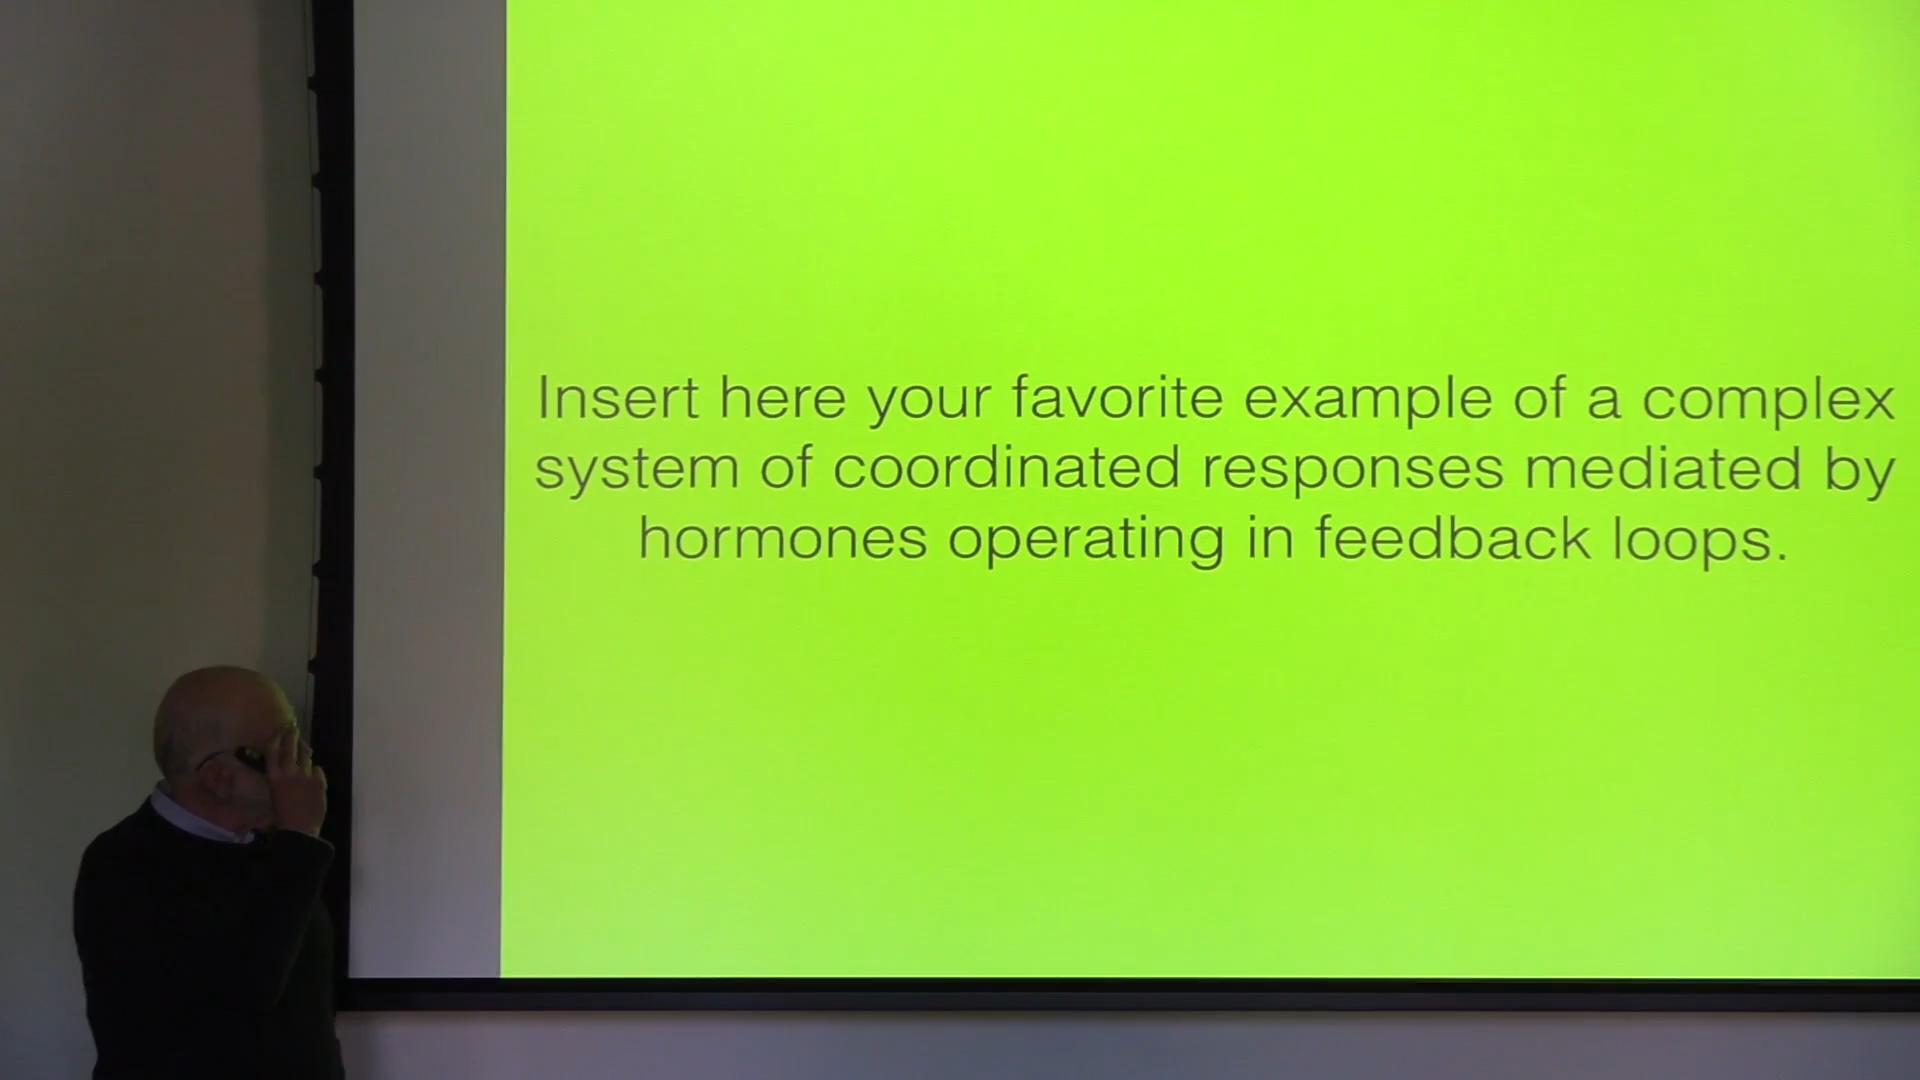 Insert here your favorite example of a complex
system of coordinated responses mediated by
hormones operating in feedback loops.